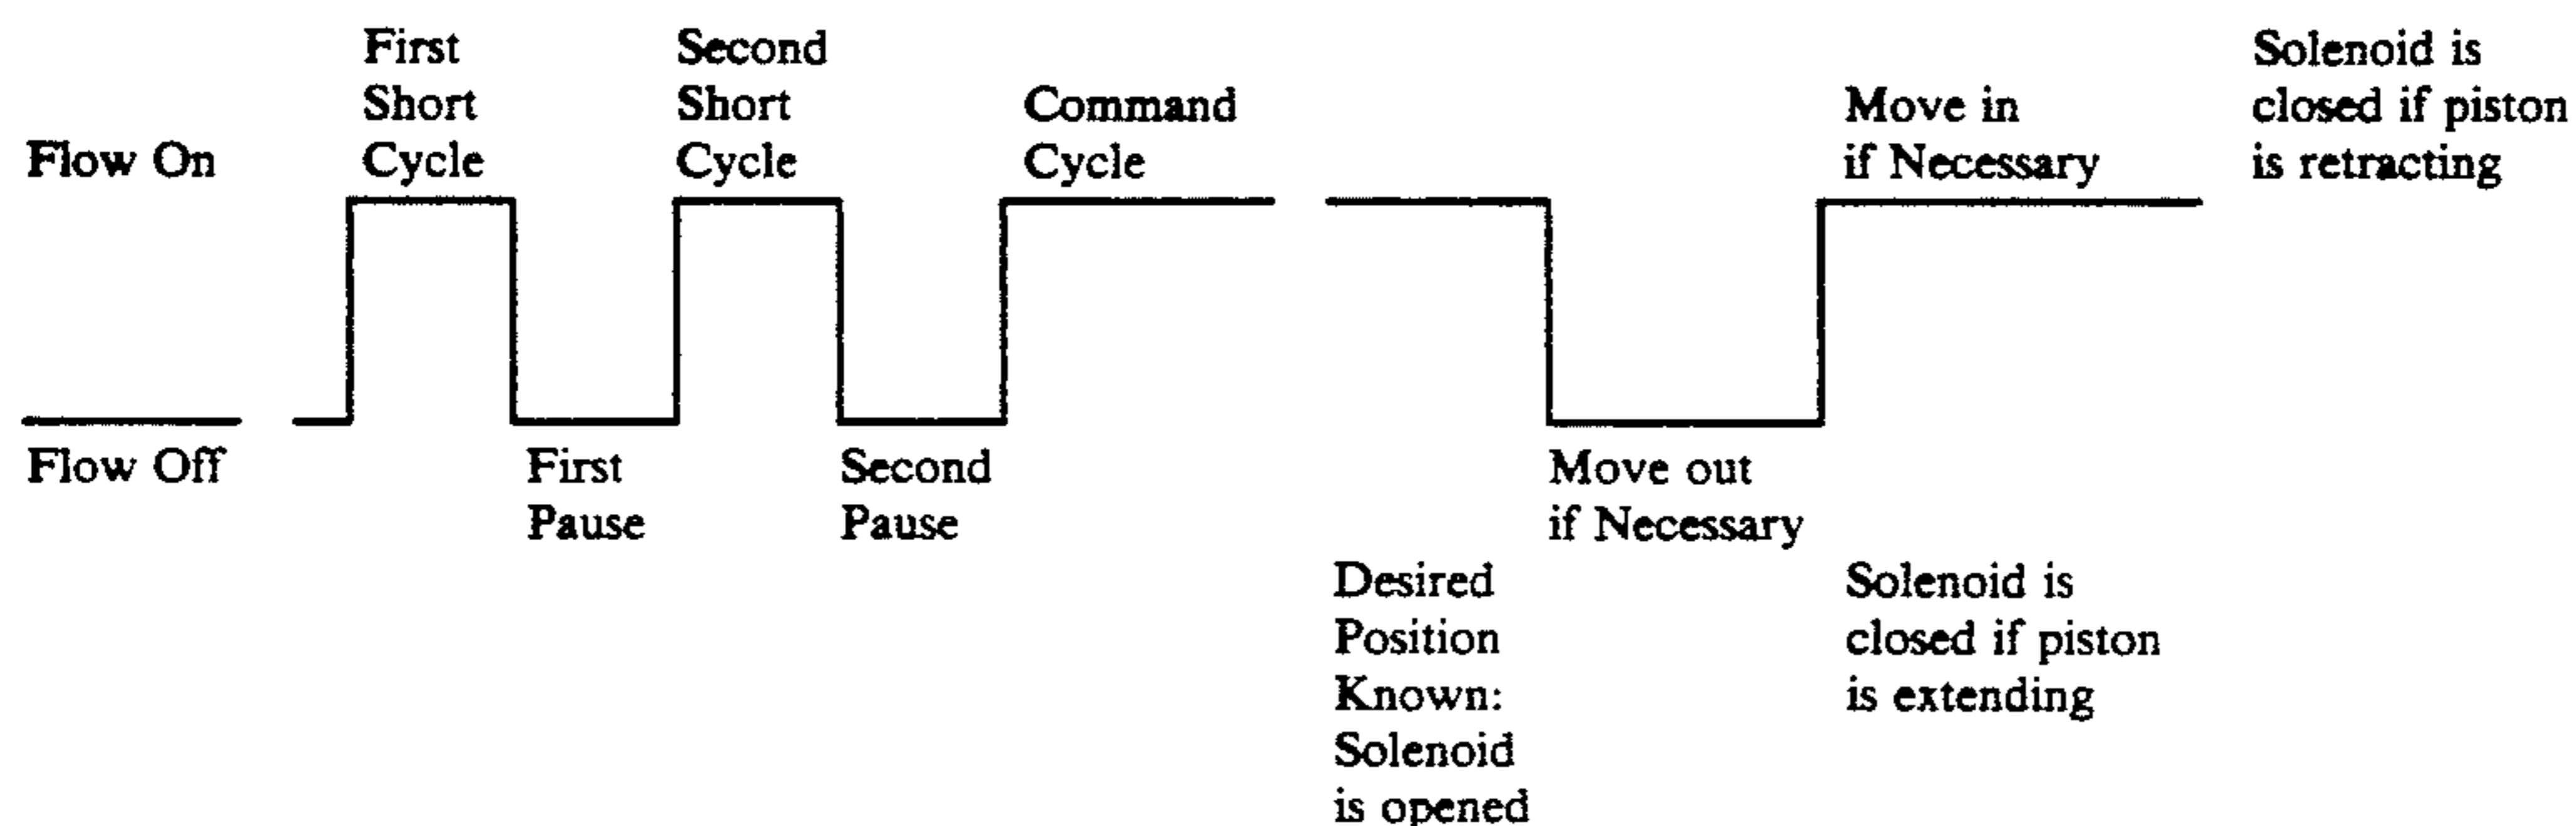 First
Short
Cycle
Second
Short
Cycle
Command
Cycle
Move in
if Necessary
Solenoid is
closed if piston
is retracting
Flow On
Flow Off
First
Pause
Second
Pause
Move out
if Necessary
Desired
Position
Known:
Solenoid
is opened
Solenoid is
closed if piston
is extending